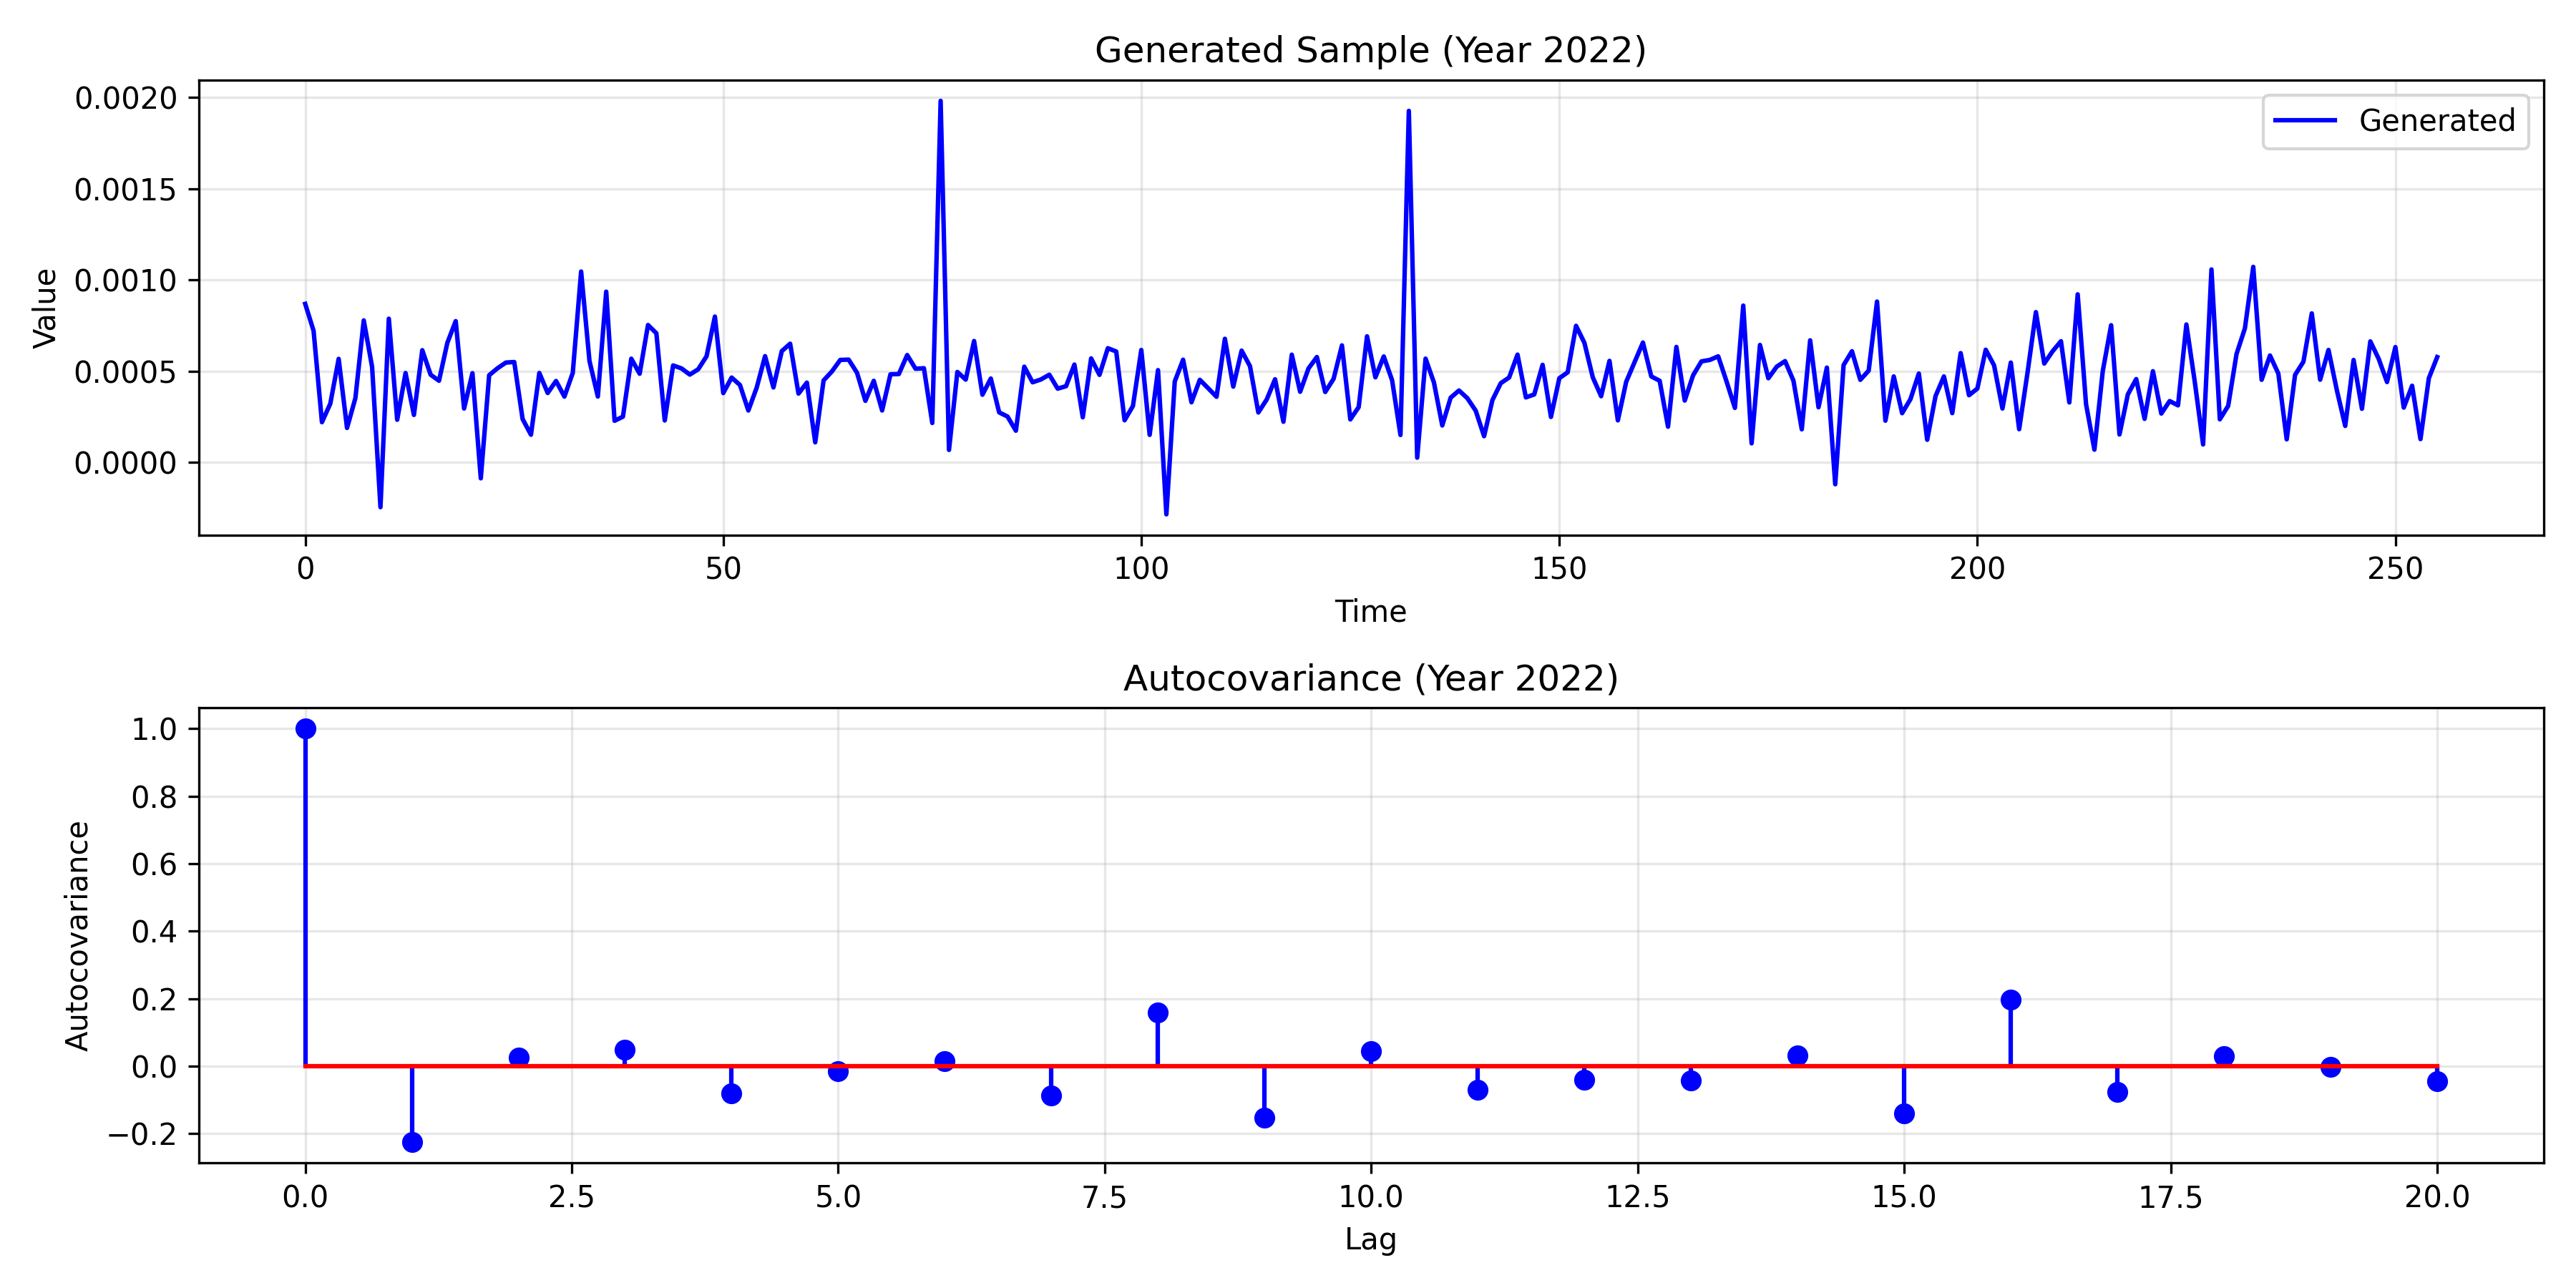 Generated Sample (Year 2022)
0.0020
0.0015
0.0010
0.0005
0.0000
Value
Generated
0 50 100 150 200 250
Time
Autocovariance (Year 2022)
1.0
0.8
0.6
0.4
0.2
0.0
−0.2
Autocovariance
0.0 2.5 5.0 7.5 10.0 12.5 15.0 17.5 20.0
Lag